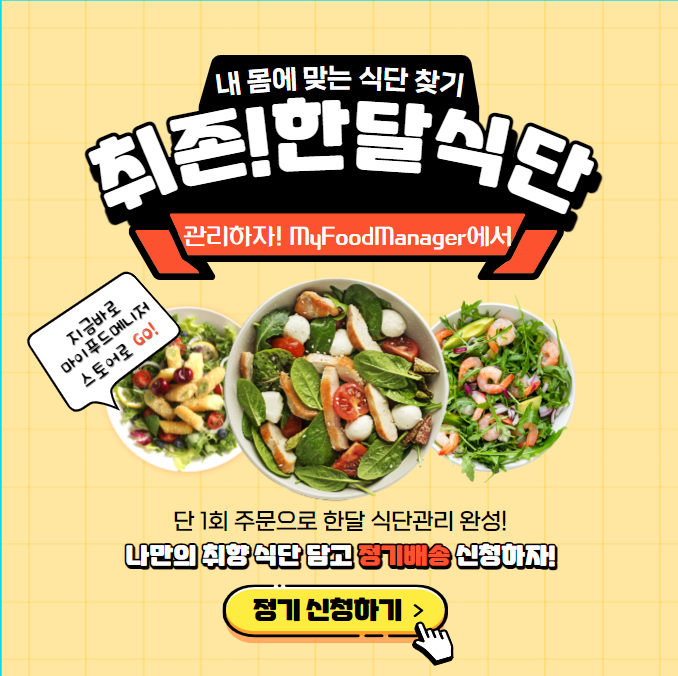 내 몸에 맞는 식단 찾기
취존!한달식단
관리하자! MyFoodManager에서
지금바로
마이푸드메니저
스토어로 GO!
단 1회 주문으로 한달 식단관리 완성!
나만의 취향 식단 담고 정기배송 신청하자!
정기 신청하기 >